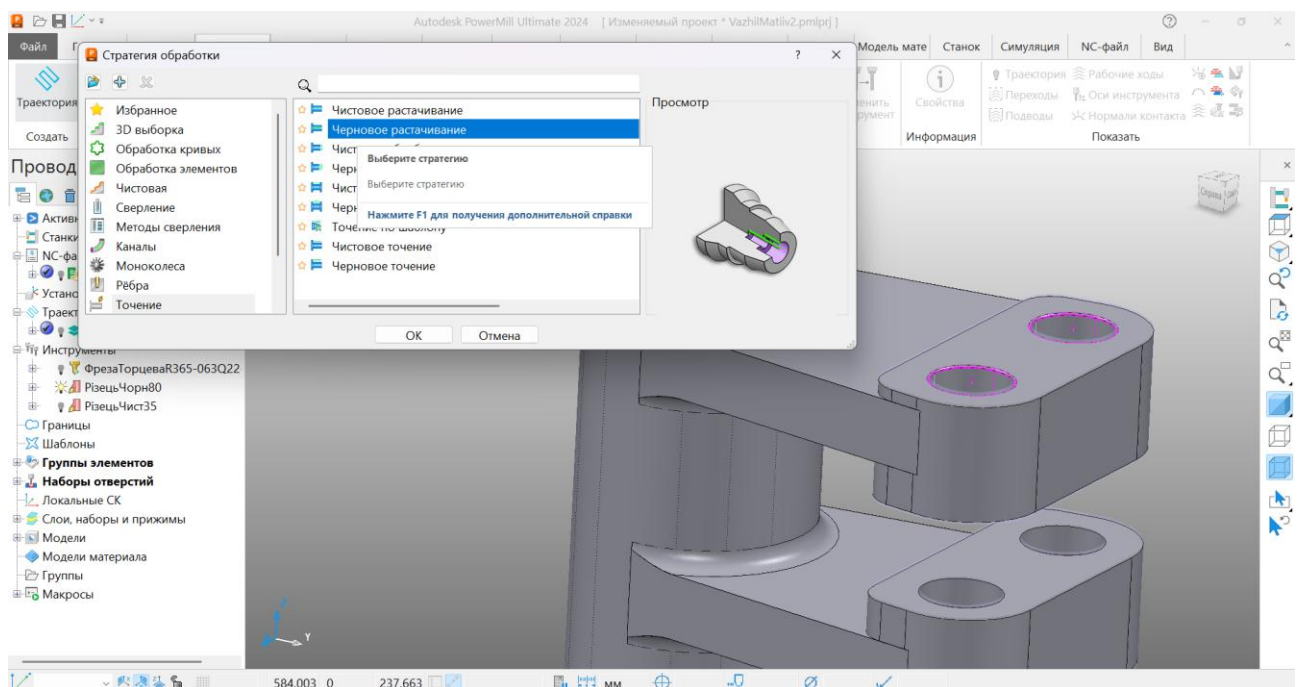 Autodesk PowerMill Ultimate 2024 [ Изменяемый проект * VazhilMatiiv2.pmlprj ]
Файл
Модель мате Станок Симуляция NC-файл Вид
Стратегия обработки ? ×
Траектория
Создать
Свойства
Информация
Траектория Рабочие ходы
Переходы Оси инструмента
Подводы Нормали контакта
Показать
Избранное
3D выборка
Обработка кривых
Обработка элементов
Чистовая
Сверление
Методы сверления
Каналы
Моноколеса
Рёбра
Точение
Чистовое растачивание
Черновое растачивание
Чист
Черн
Чист
Черн
Точение по шаблону
Чистовое точение
Черновое точение
Выберите стратегию
Выберите стратегию
Нажмите F1 для получения дополнительной справки
Просмотр
OK Отмена
Провод
Активн
Станки
NC-фа
Устано
Траект
Инструменты
ФрезаТорцеваR365-063Q22
РізецьЧорн80
РізецьЧист35
Границы
Шаблоны
Группы элементов
Наборы отверстий
Локальные СК
Слои, наборы и прижимы
Модели
Модели материала
Группы
Макросы
Z
Y
584.003 0 237.663 мм